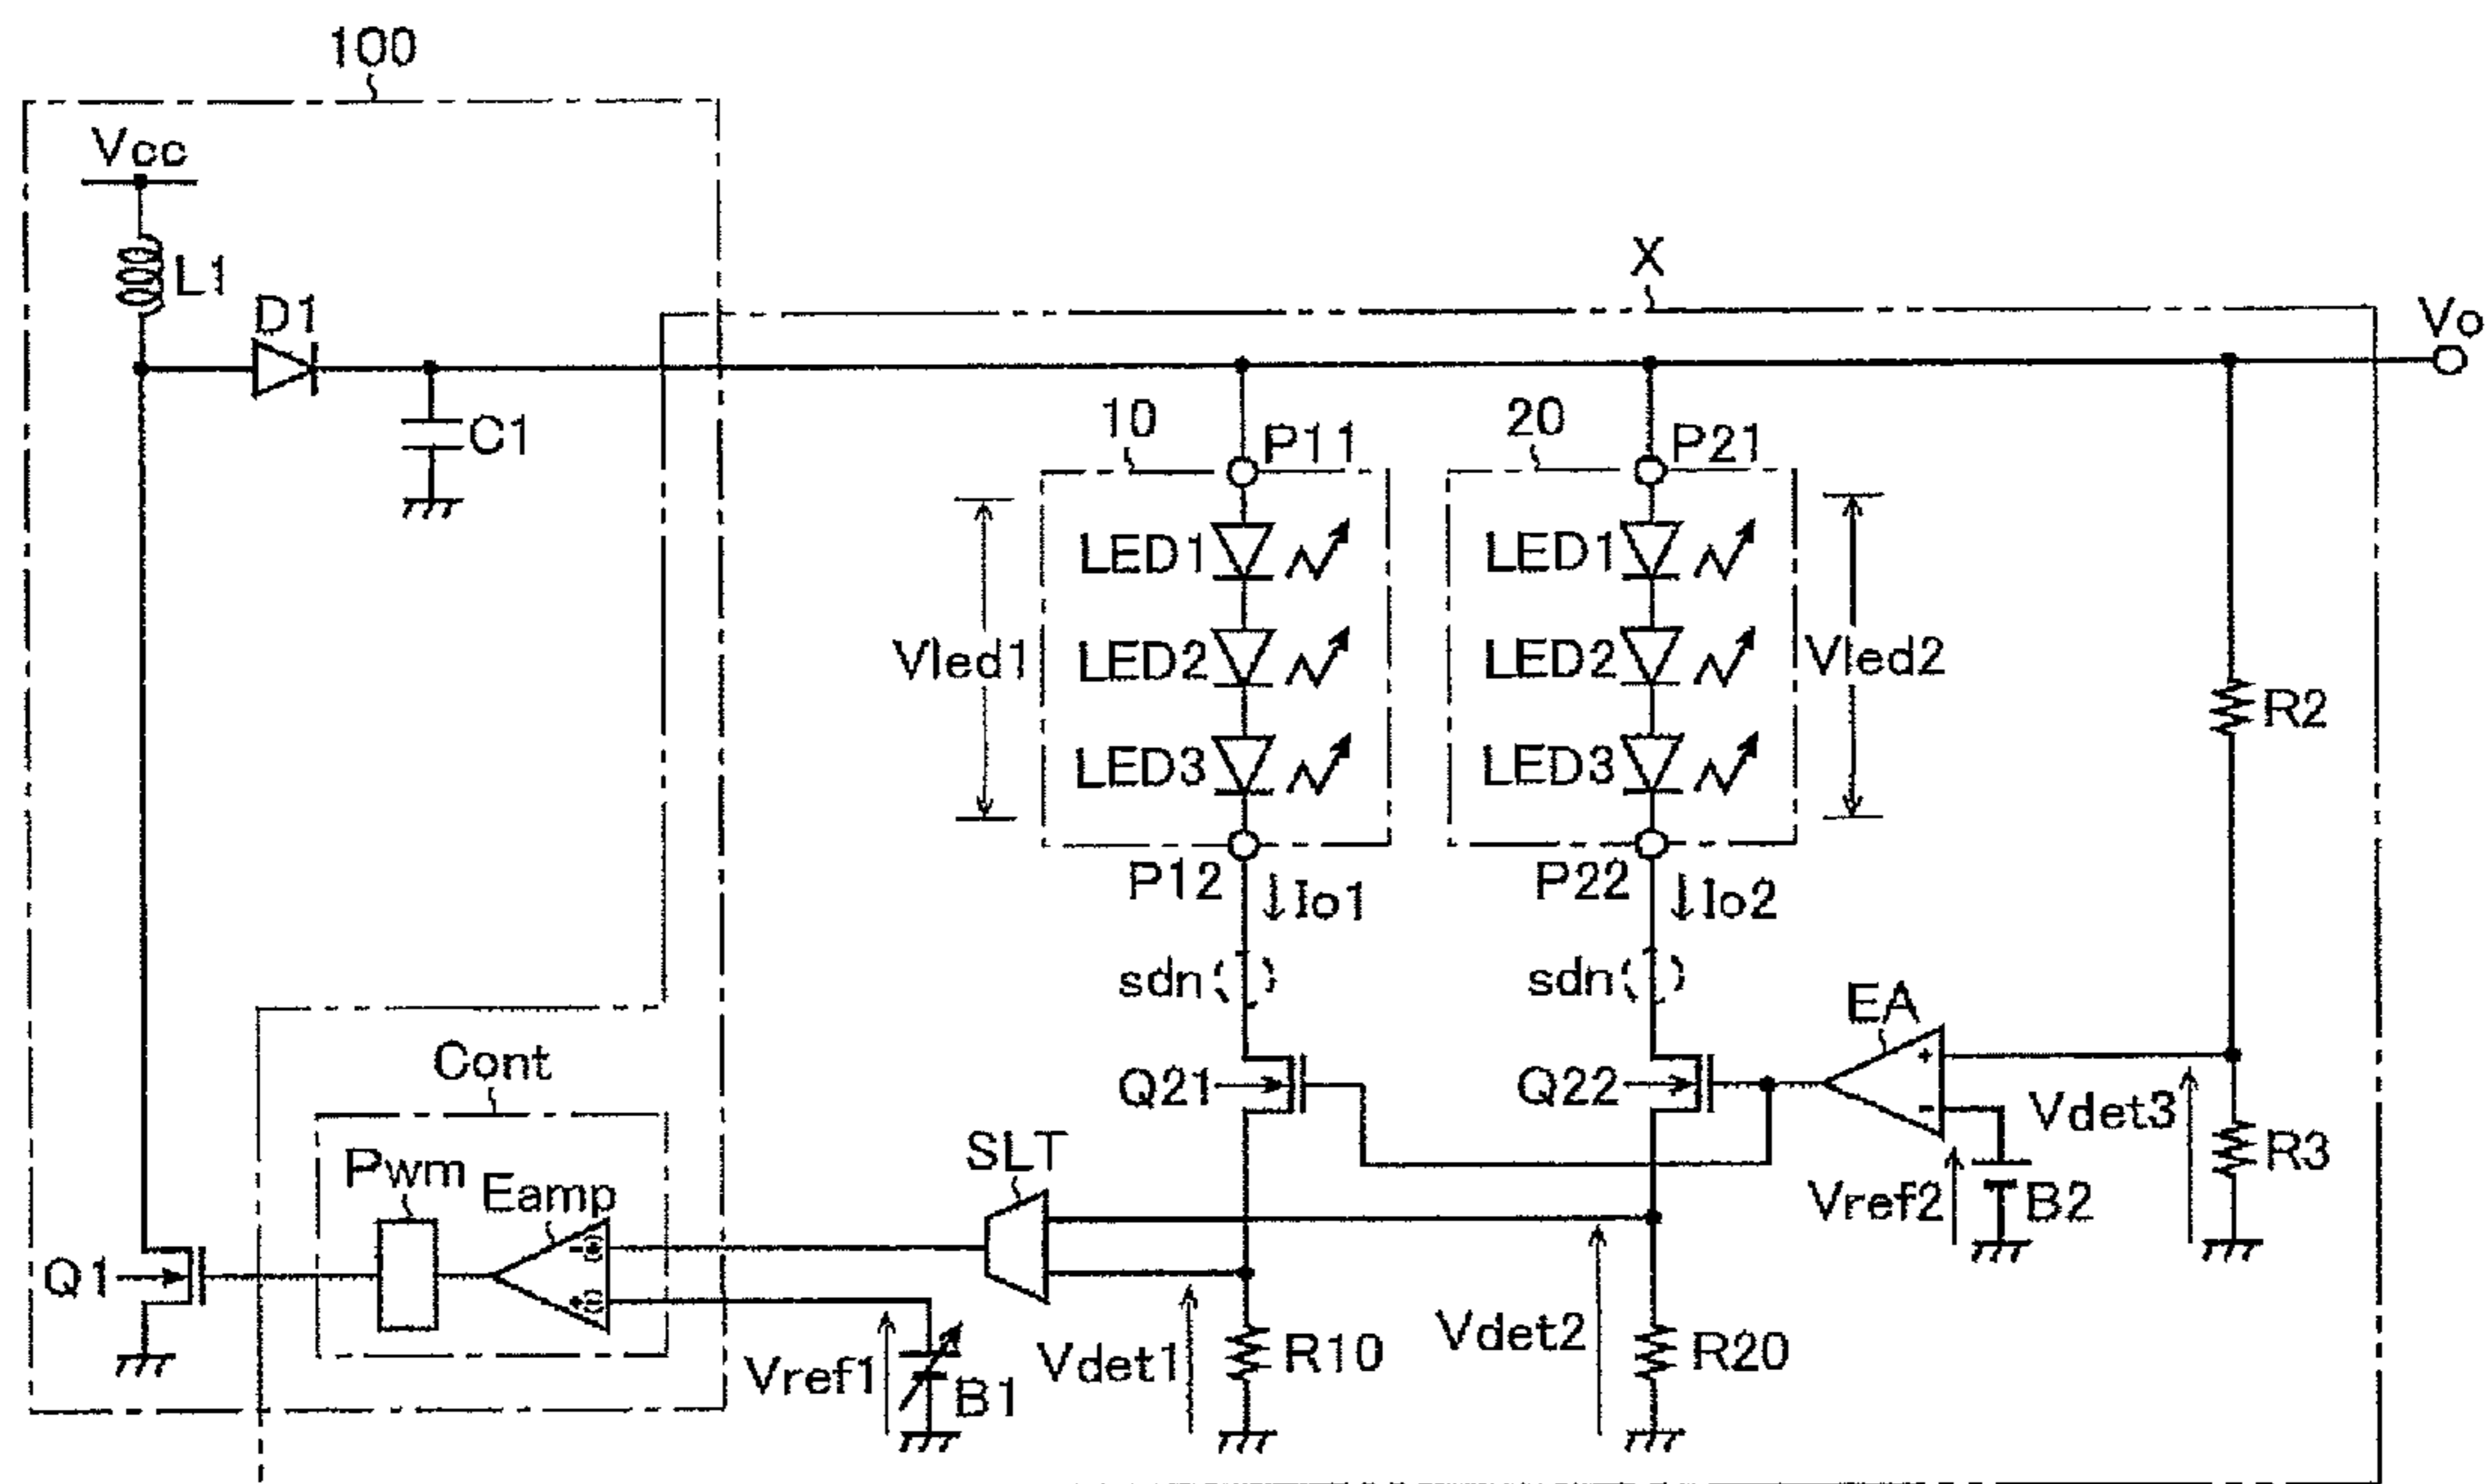 100
Vcc
L1
D1
C1
X
Vo
10
P11
20
P21
LED1
LED1
Vled1
LED2
LED2
Vled2
LED3
LED3
R2
P12
Io1
P22
Io2
sdn
sdn
EA
+
-
Q21
Q22
Vdet3
R3
Vref2
B2
Cont
Pwm
Eamp
SLT
Q1
Vref1
B1
Vdet1
R10
Vdet2
R20